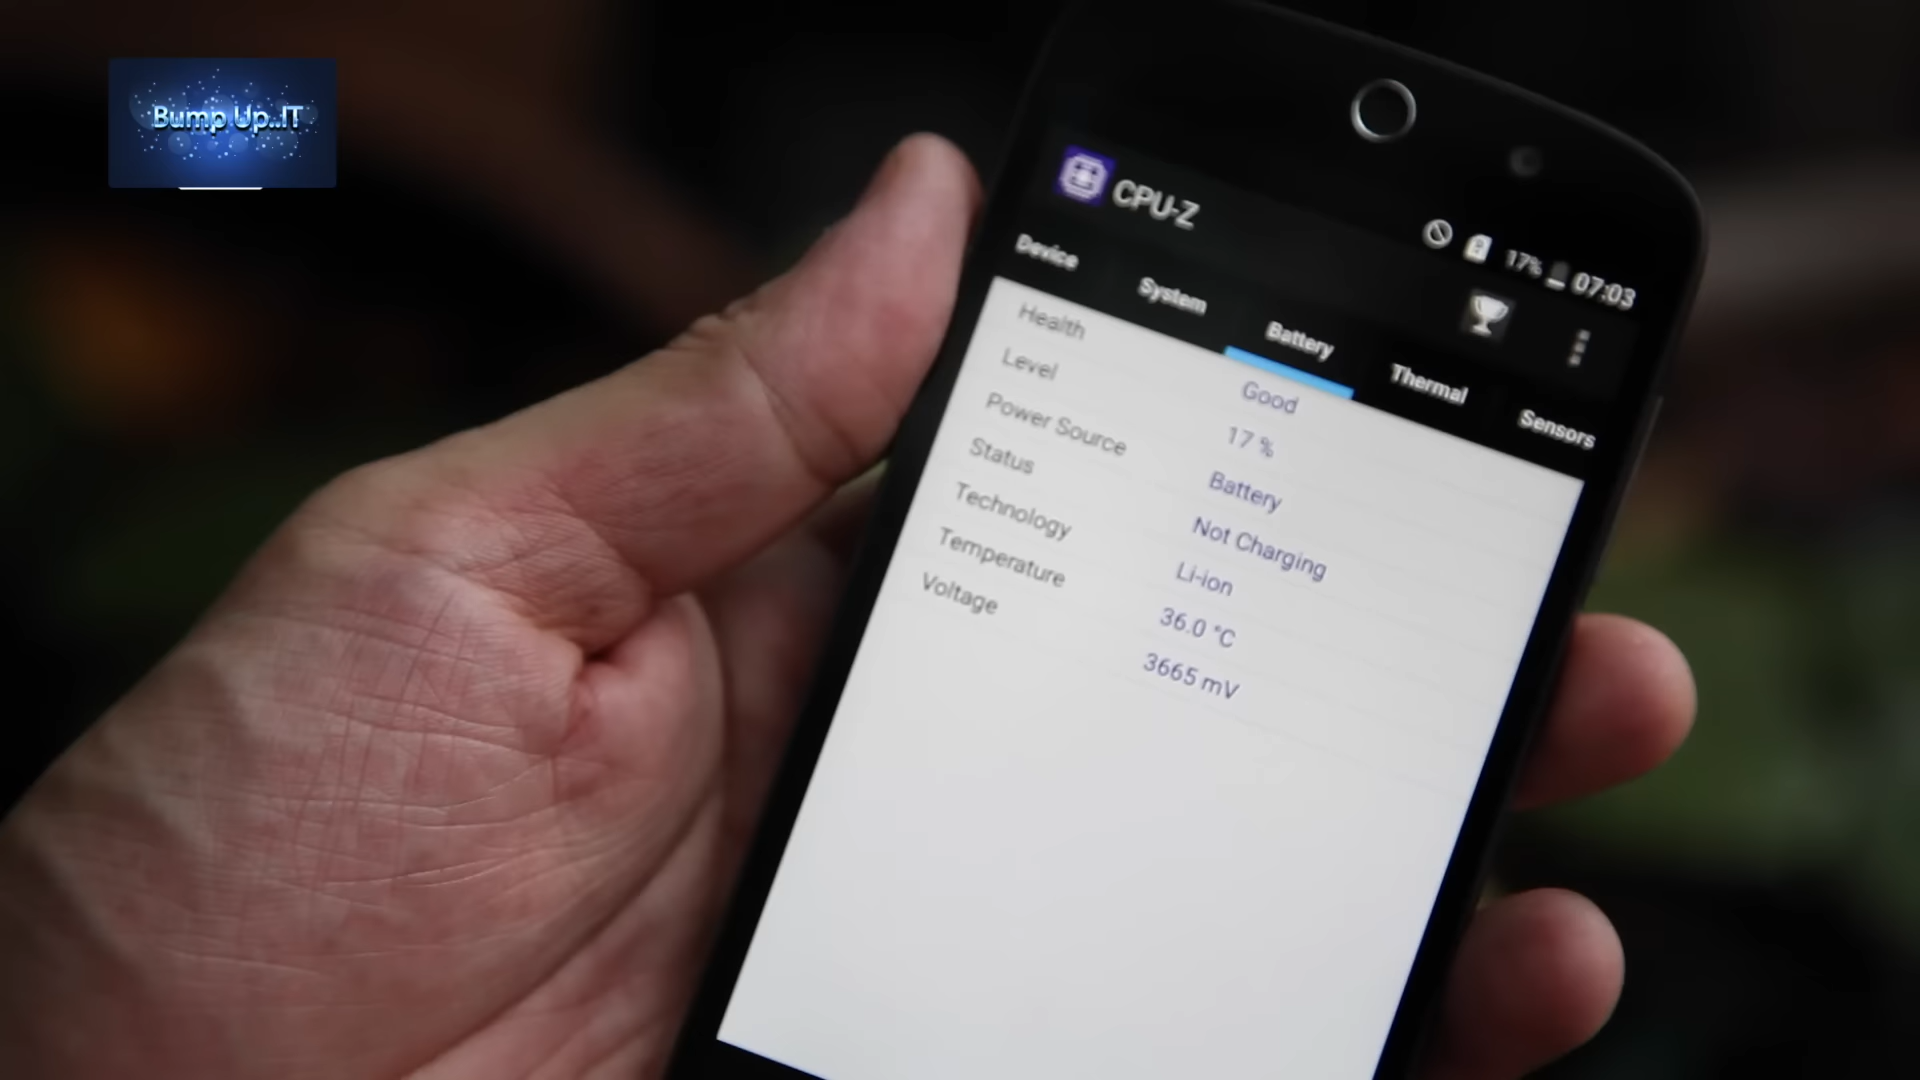 Bump Up..IT
17% 07:03
CPU-Z
Device System Battery Thermal Sensors
Health Good
Level 17 %
Power Source Battery
Status Not Charging
Technology Li-ion
Temperature 36.0 °C
Voltage 3665 mV